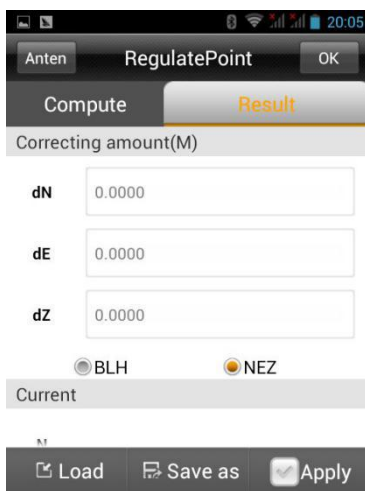 20:05
Anten RegulatePoint OK
Compute Result
Correcting amount(M)
dN 0.0000
dE 0.0000
dZ 0.0000
BLH NEZ
Current
Load Save as Apply